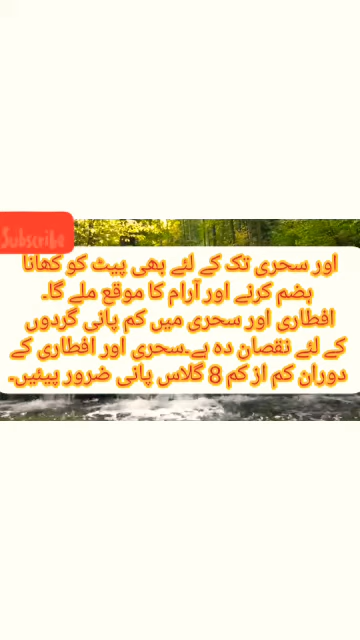 Subscribe
اور سحری تک کے لئے بھی پیٹ کو کھانا
ہضم کرنے اور آرام کا موقع ملے گا۔
افطاری اور سحری میں کم پانی گردوں
کے لئے نقصان دہ ہے۔سحری اور افطاری کے
دوران کم از کم 8 گلاس پانی ضرور پیئیں۔